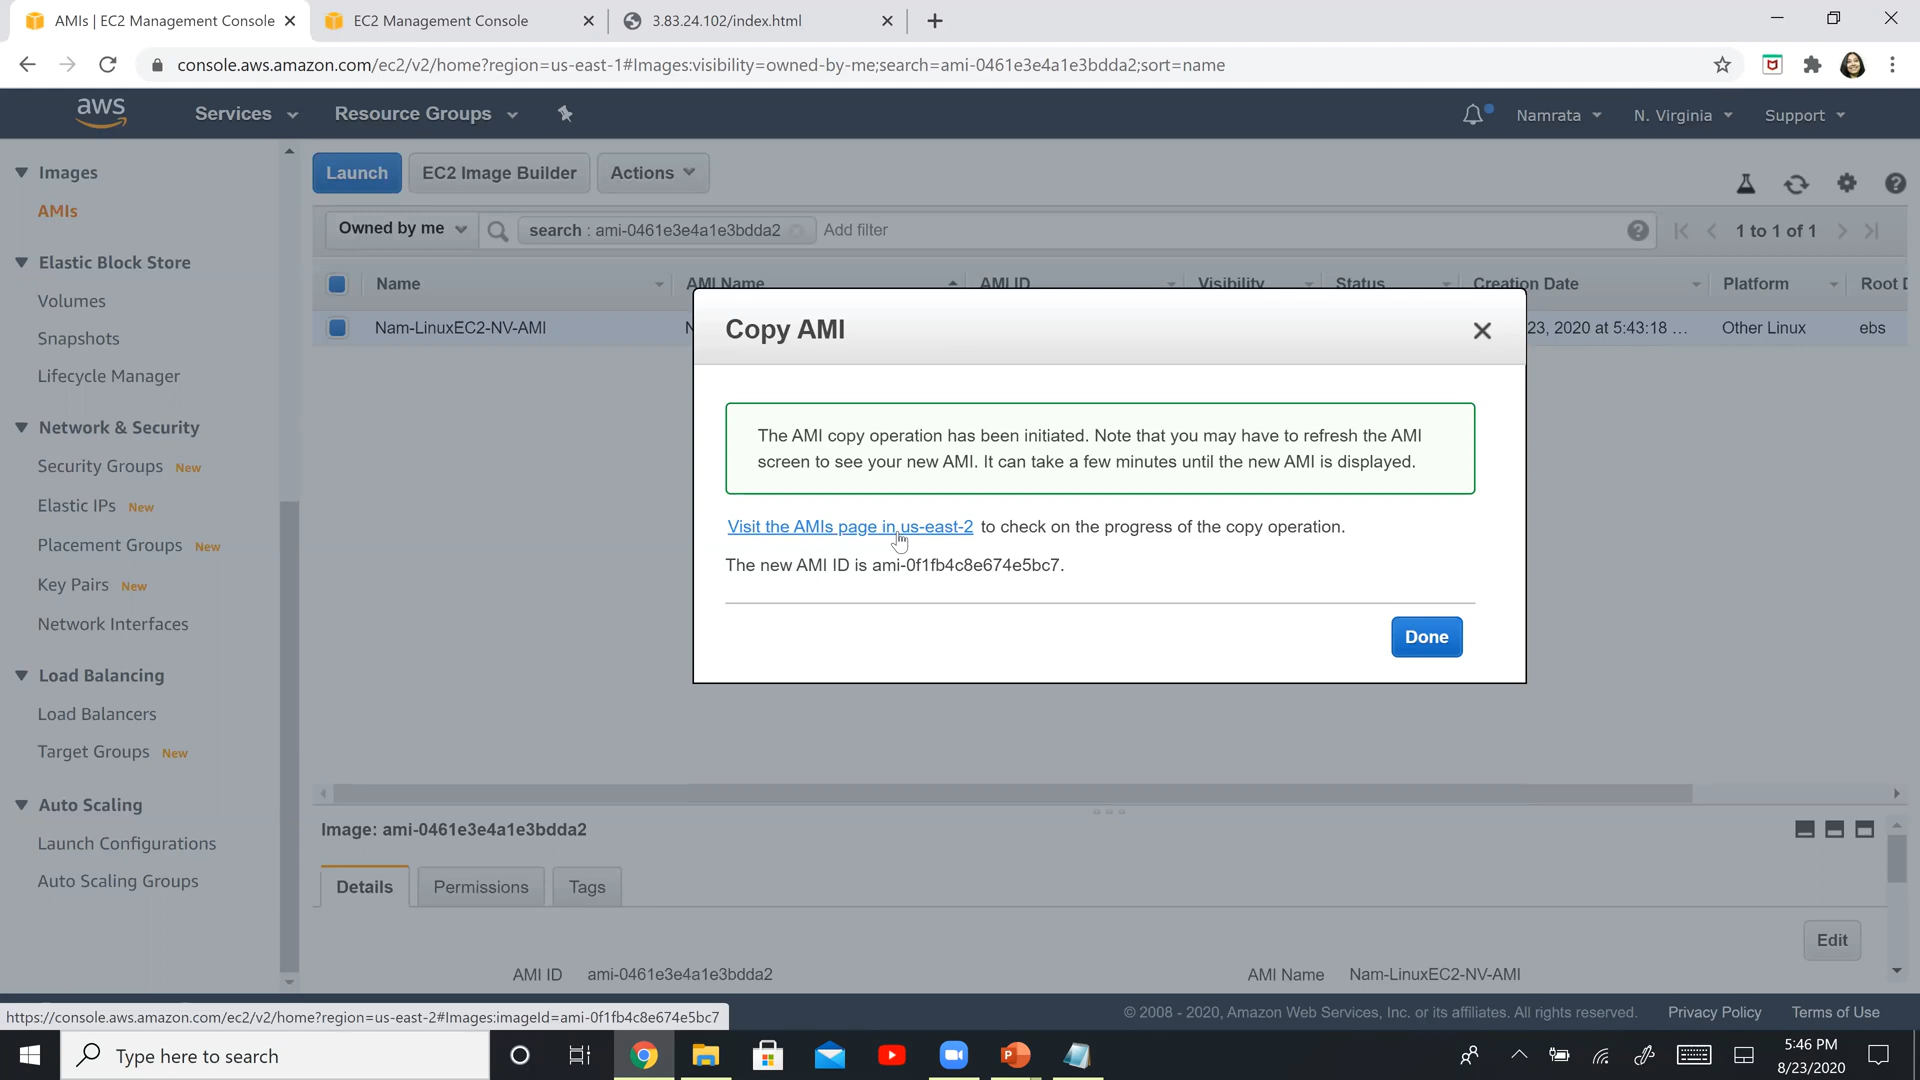 AMIs | EC2 Management Console
EC2 Management Console
3.83.24.102/index.html
console.aws.amazon.com/ec2/v2/home?region=us-east-1#Images:visibility=owned-by-me;search=ami-0461e3e4a1e3bdda2;sort=name
aws
Services
Resource Groups
Namrata
N. Virginia
Support
Images
AMIs
Elastic Block Store
Volumes
Snapshots
Lifecycle Manager
Network & Security
Security Groups New
Elastic IPs New
Placement Groups New
Key Pairs New
Network Interfaces
Load Balancing
Load Balancers
Target Groups New
Auto Scaling
Launch Configurations
Auto Scaling Groups
Launch
EC2 Image Builder
Actions
Owned by me
search : ami-0461e3e4a1e3bdda2
Add filter
1 to 1 of 1
Name
AMI Name
AMI ID
Visibility
Status
Creation Date
Platform
Root D
Nam-LinuxEC2-NV-AMI
23, 2020 at 5:43:18 ...
Other Linux
ebs
Copy AMI
The AMI copy operation has been initiated. Note that you may have to refresh the AMI
screen to see your new AMI. It can take a few minutes until the new AMI is displayed.
Visit the AMIs page in us-east-2 to check on the progress of the copy operation.
The new AMI ID is ami-0f1fb4c8e674e5bc7.
Done
Image: ami-0461e3e4a1e3bdda2
Details
Permissions
Tags
Edit
AMI ID ami-0461e3e4a1e3bdda2
AMI Name Nam-LinuxEC2-NV-AMI
https://console.aws.amazon.com/ec2/v2/home?region=us-east-2#Images:imageId=ami-0f1fb4c8e674e5bc7
© 2008 - 2020, Amazon Web Services, Inc. or its affiliates. All rights reserved.
Privacy Policy
Terms of Use
Type here to search
5:46 PM
8/23/2020